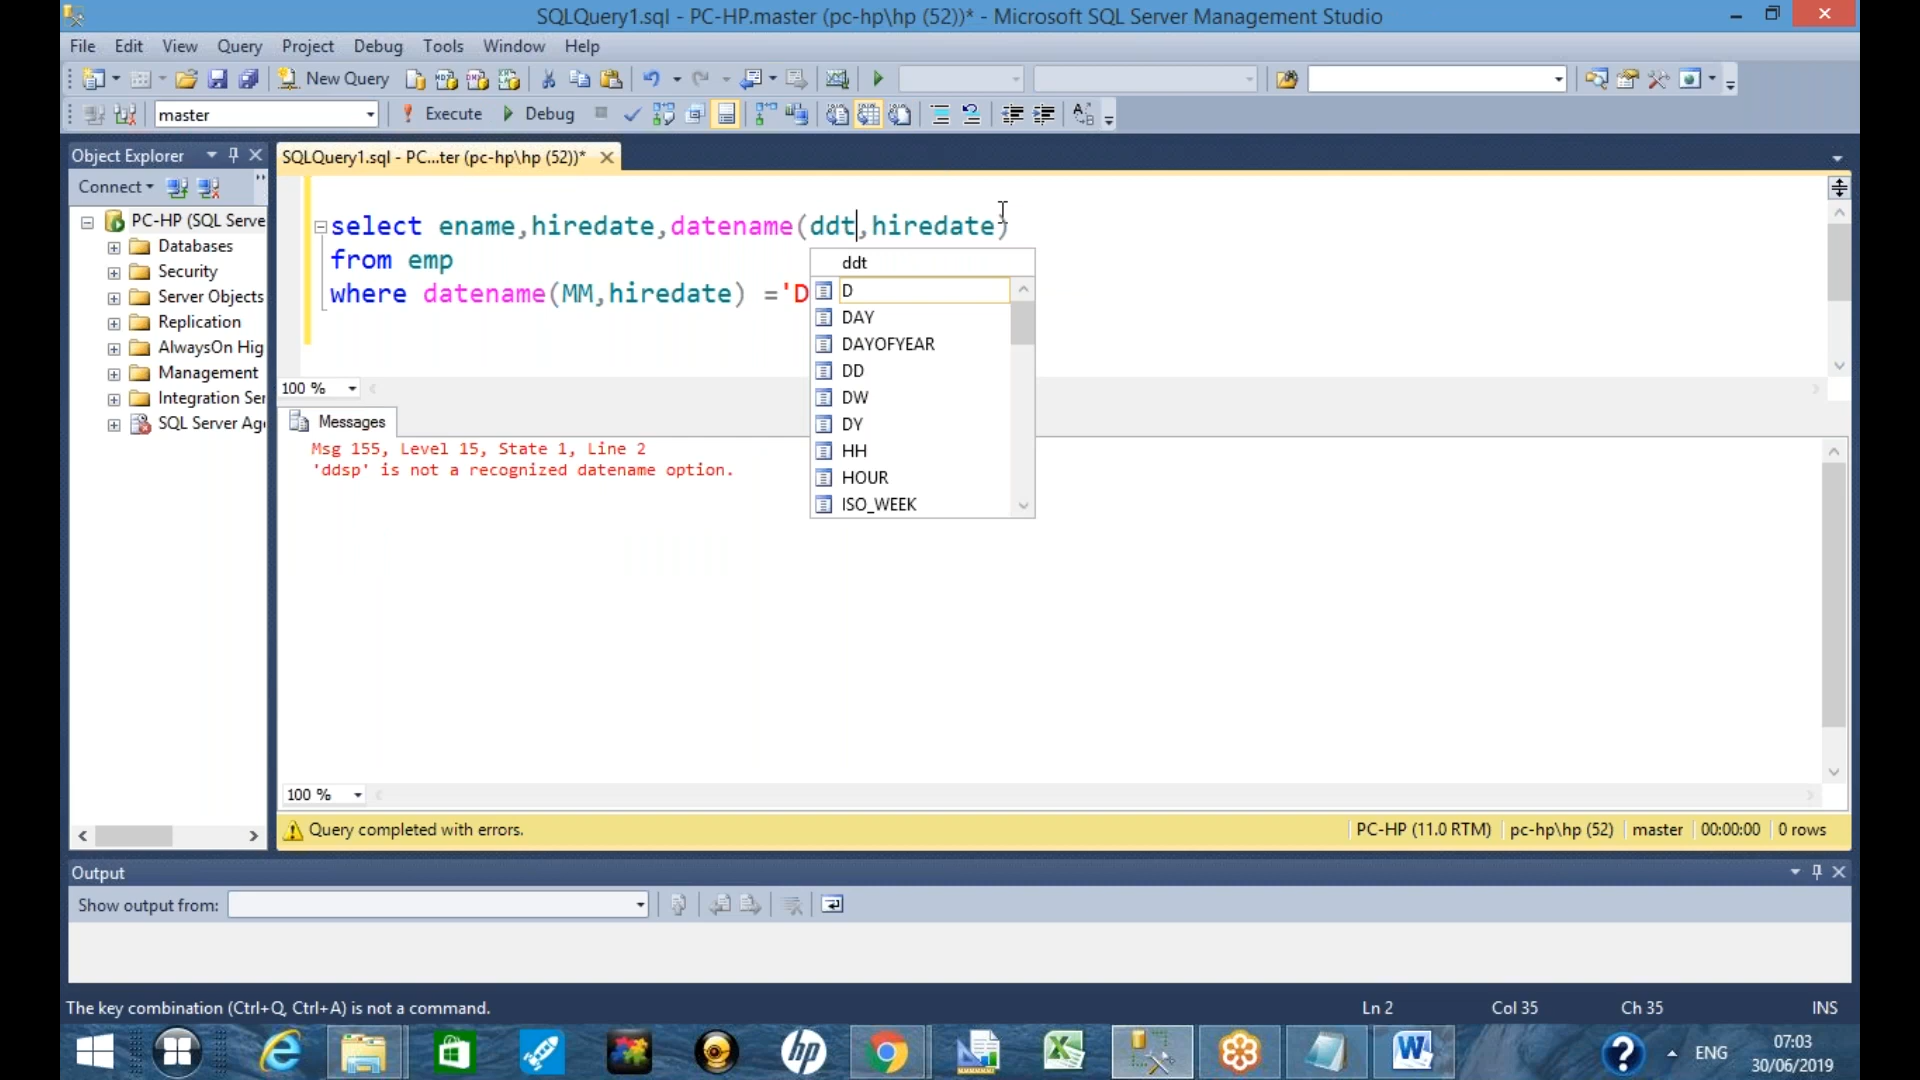 SQLQuery1.sql - PC-HP.master (pc-hp\hp (52))* - Microsoft SQL Server Management Studio
File Edit View Query Project Debug Tools Window Help
New Query
master Execute Debug
Object Explorer
SQLQuery1.sql - PC...ter (pc-hp\hp (52))*
Connect
PC-HP (SQL Serve
Databases
Security
Server Objects
Replication
AlwaysOn Hig
Management
Integration Ser
SQL Server Age
select ename,hiredate,datename(ddt,hiredate)
from emp
where datename(MM,hiredate) ='D
ddt
D
DAY
DAYOFYEAR
DD
DW
DY
HH
HOUR
ISO_WEEK
100 %
Messages
Msg 155, Level 15, State 1, Line 2
'ddsp' is not a recognized datename option.
100 %
Query completed with errors. PC-HP (11.0 RTM) pc-hp\hp (52) master 00:00:00 0 rows
Output
Show output from:
The key combination (Ctrl+Q, Ctrl+A) is not a command. Ln 2 Col 35 Ch 35 INS
hp
ENG
07:03
30/06/2019